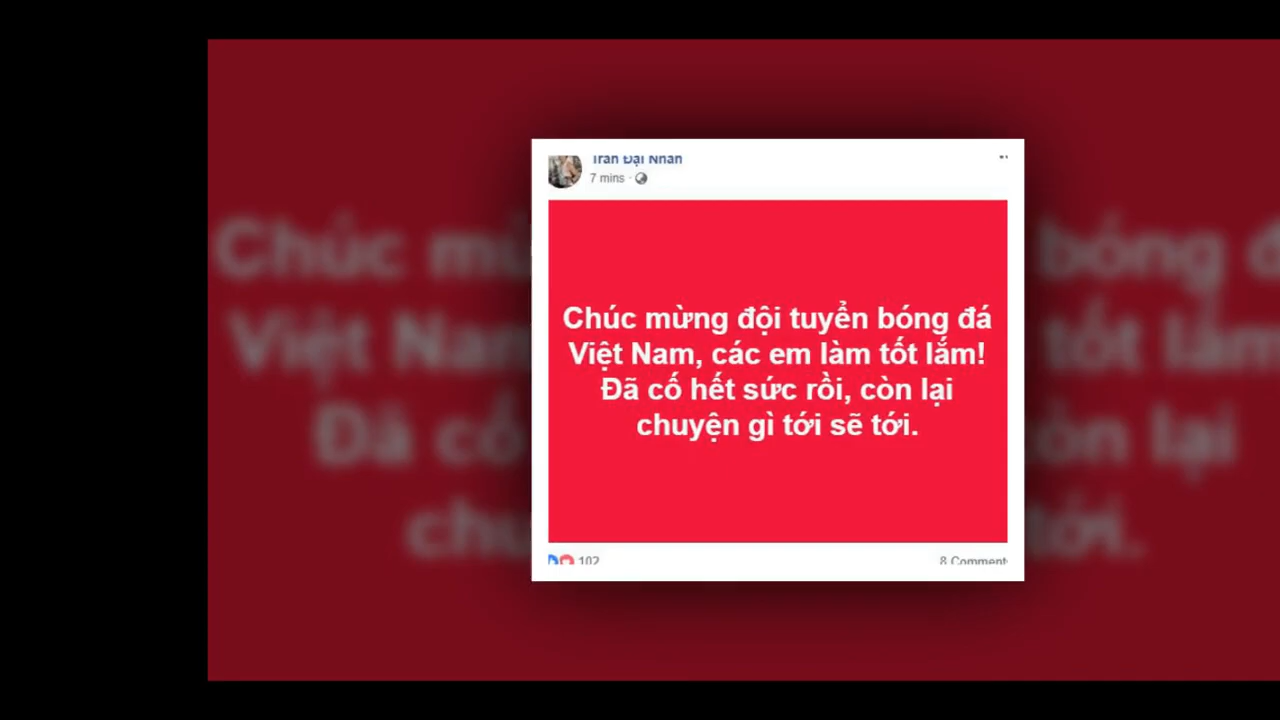 Trần Đại Nhân
7 mins ·
Chúc mừng đội tuyển bóng đá
Việt Nam, các em làm tốt lắm!
Đã cố hết sức rồi, còn lại
chuyện gì tới sẽ tới.
102
8 Comments